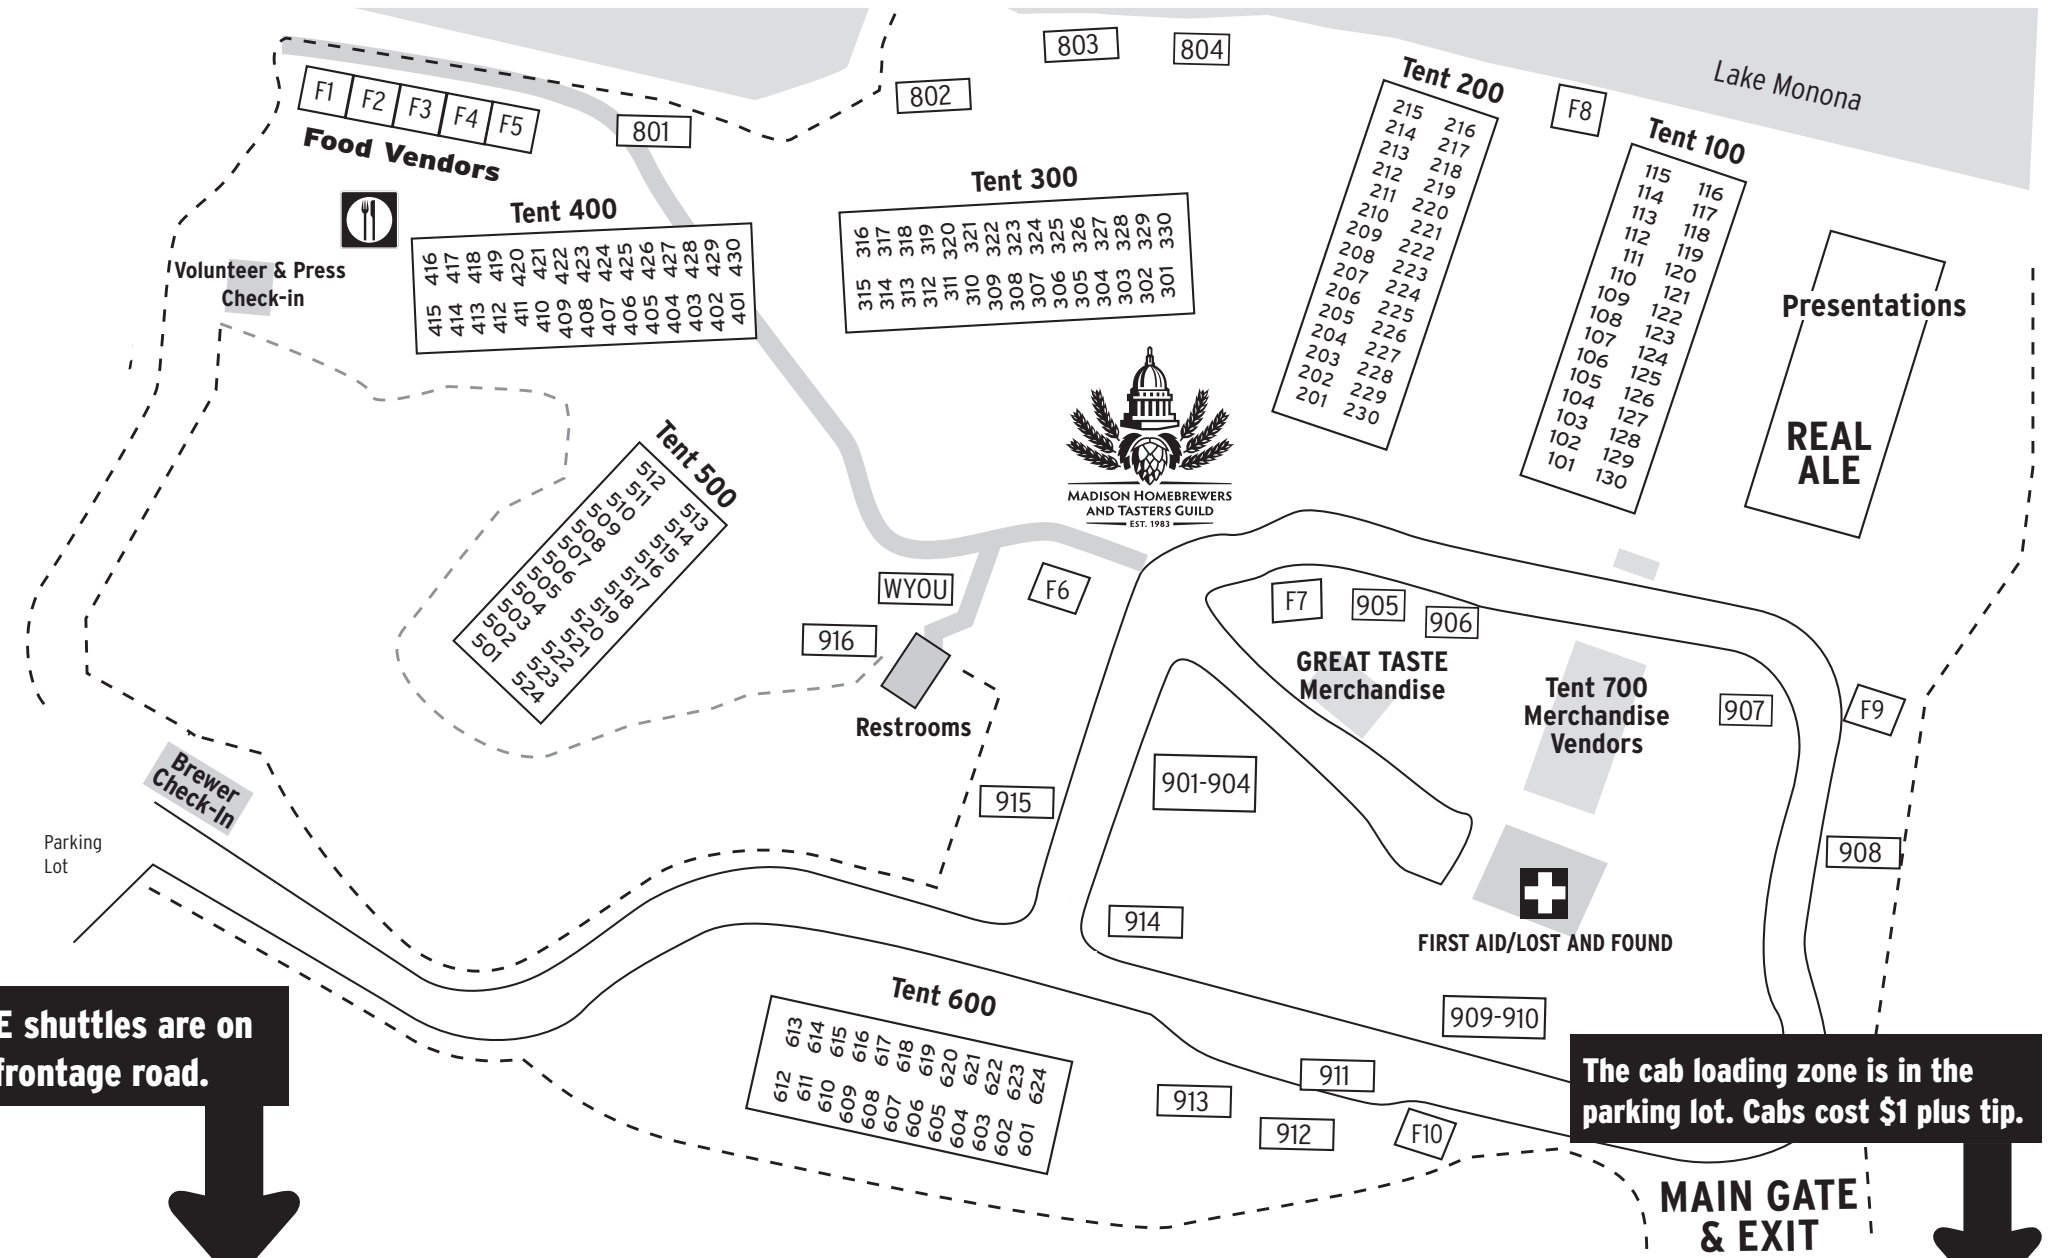 803
804
802
801
Lake Monona
F1 F2 F3 F4 F5
Food Vendors
Tent 200
215 216
214 217
213 218
212 219
211 220
210 221
209 222
208 223
207 224
206 225
205 226
204 227
203 228
202 229
201 230
F8
Tent 100
115 116
114 117
113 118
112 119
111 120
110 121
109 122
108 123
107 124
106 125
105 126
104 127
103 128
102 129
101 130
Tent 400
416 417 418 419 420 421 422 423 424 425 426 427 428 429 430
415 414 413 412 411 410 409 408 407 406 405 404 403 402 401
Tent 300
316 317 318 319 320 321 322 323 324 325 326 327 328 329 330
315 314 313 312 311 310 309 308 307 306 305 304 303 302 301
Volunteer & Press
Check-in
Presentations
REAL
ALE
MADISON HOMEBREWERS
AND TASTERS GUILD
EST. 1983
Tent 500
512 513
511 514
510 515
509 516
508 517
507 518
506 519
505 520
504 521
503 522
502 523
501 524
WYOU
916
Restrooms
F6
F7
905
906
GREAT TASTE
Merchandise
Tent 700
Merchandise
Vendors
907
F9
901-904
915
908
914
FIRST AID/LOST AND FOUND
Brewer
Check-In
Parking
Lot
E shuttles are on
frontage road.
Tent 600
613 614 615 616 617 618 619 620 621 622 623 624
612 611 610 609 608 607 606 605 604 603 602 601
909-910
911
913
912
F10
The cab loading zone is in the
parking lot. Cabs cost $1 plus tip.
MAIN GATE
& EXIT